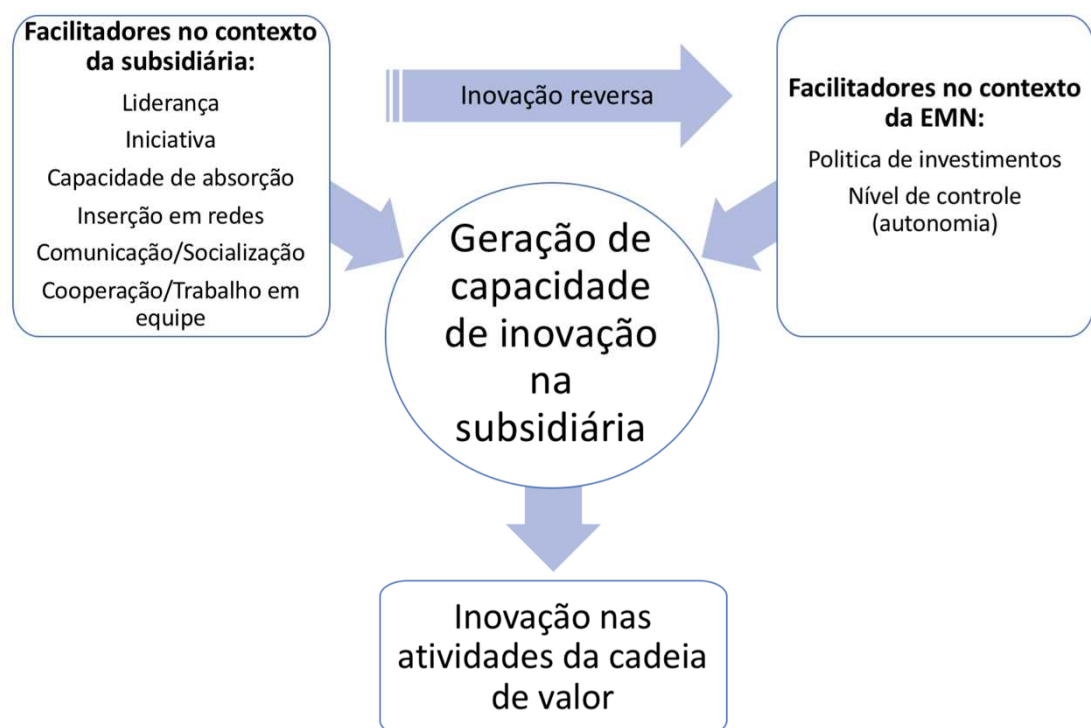 Facilitadores no contexto
da subsidiária:
Liderança
Iniciativa
Capacidade de absorção
Inserção em redes
Comunicação/Socialização
Cooperação/Trabalho em
equipe
Inovação reversa
Facilitadores no contexto
da EMN:
Politica de investimentos
Nível de controle
(autonomia)
Geração de
capacidade
de inovação
na
subsidiária
Inovação nas
atividades da cadeia
de valor